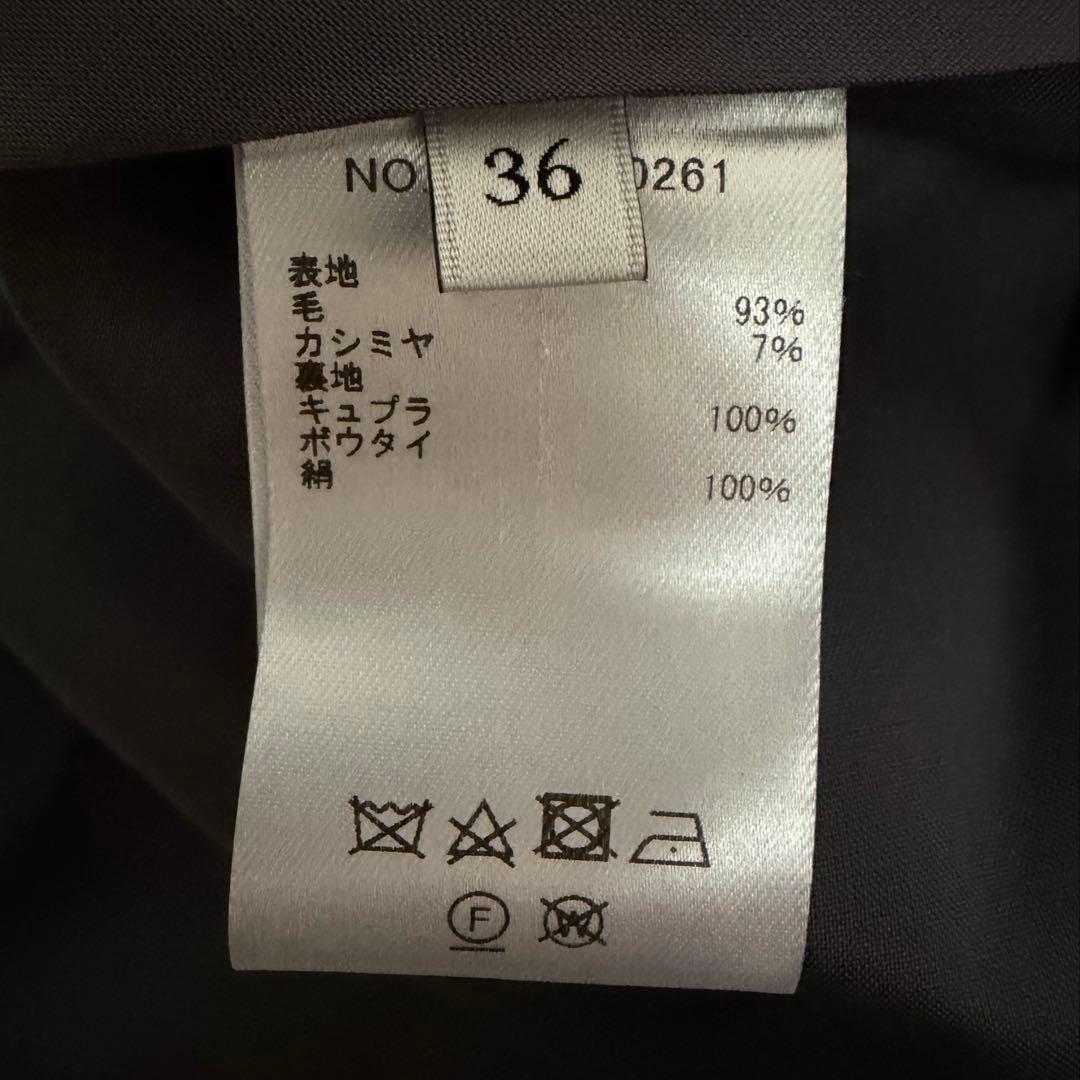 36
NO. 0261
表地
毛 93%
カシミヤ 7%
裏地
キュプラ 100%
ボウタイ
絹 100%
F
W